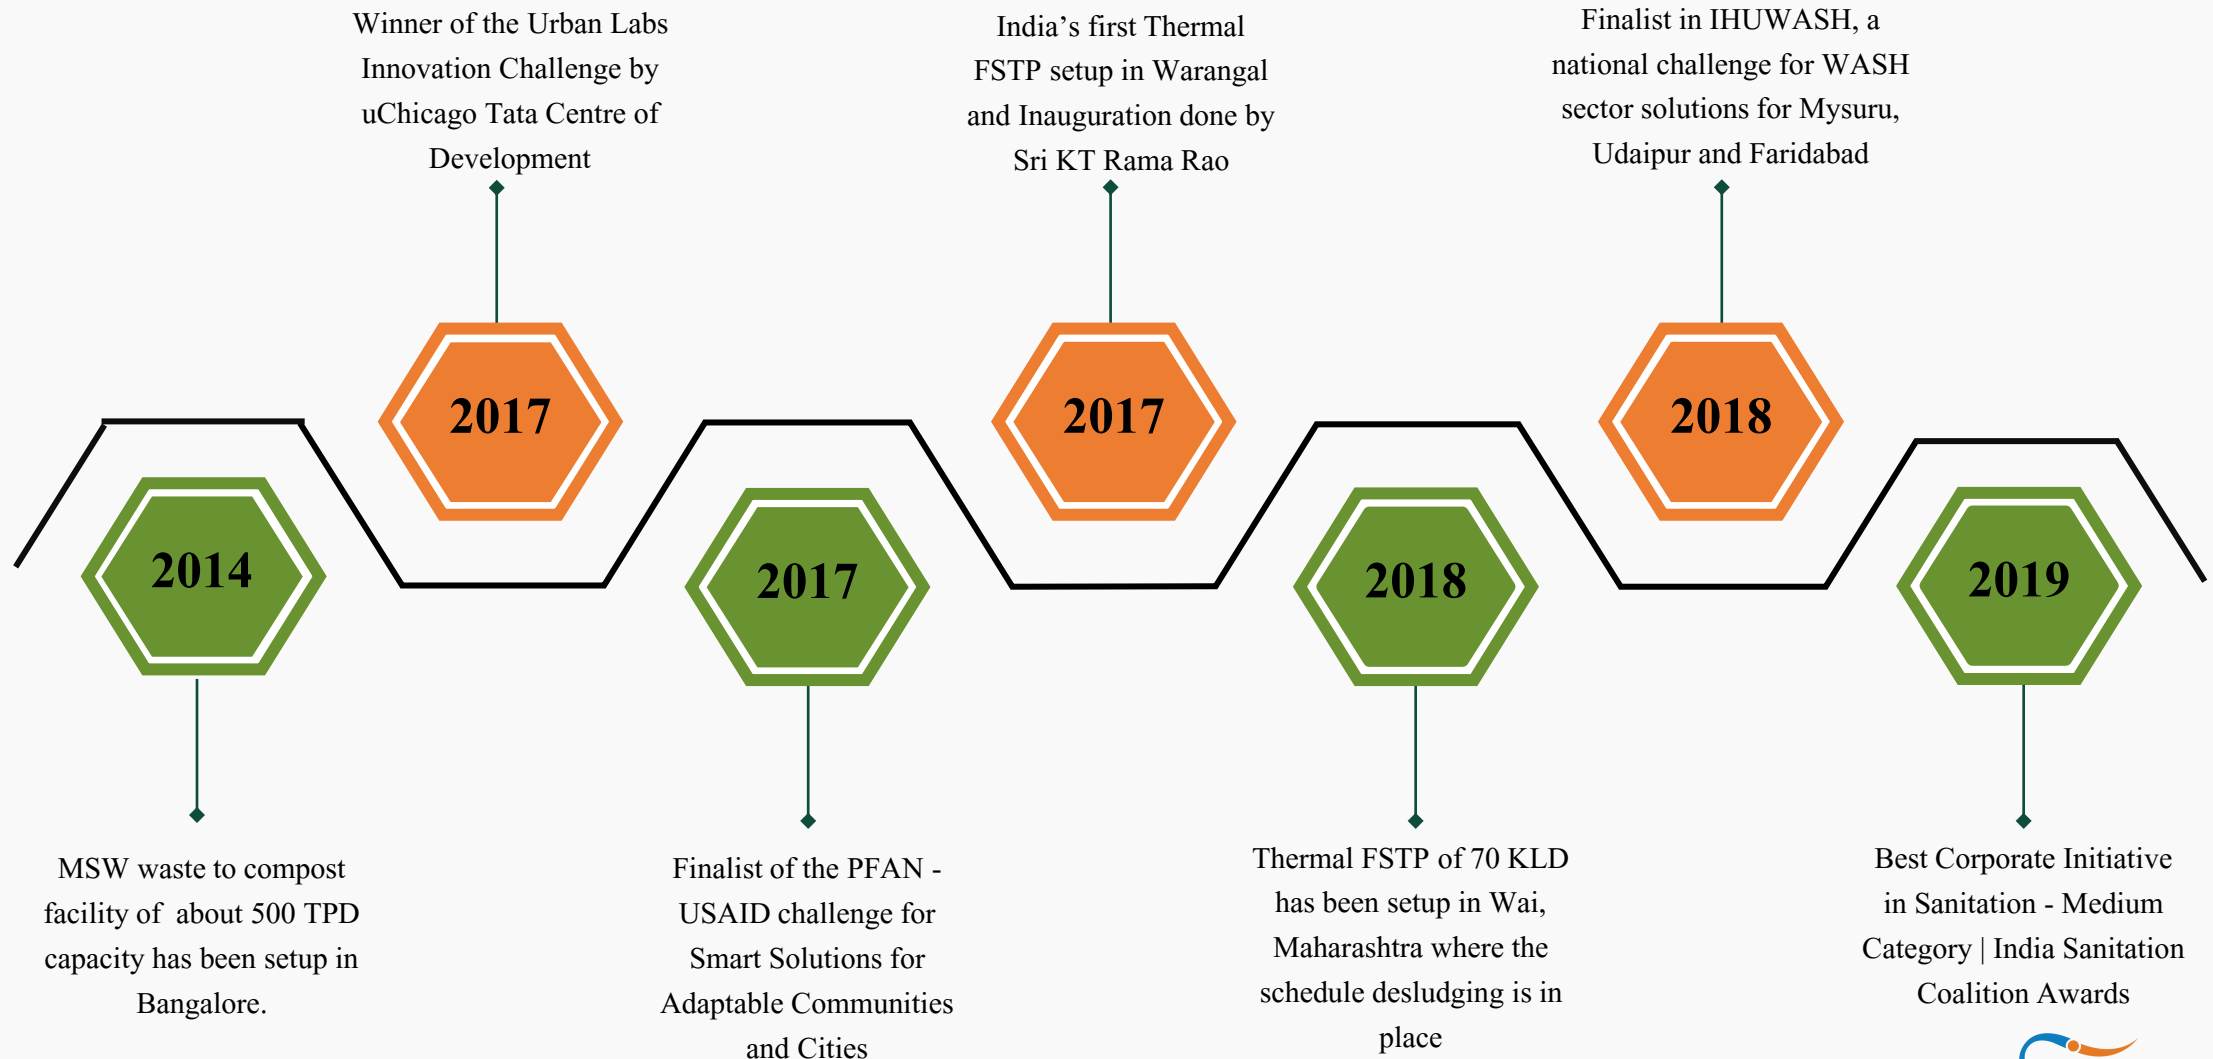 Winner of the Urban Labs
Innovation Challenge by
uChicago Tata Centre of
Development
India’s first Thermal
FSTP setup in Warangal
and Inauguration done by
Sri KT Rama Rao
Finalist in IHUWASH, a
national challenge for WASH
sector solutions for Mysuru,
Udaipur and Faridabad
2017
2017
2018
2014
2017
2018
2019
MSW waste to compost
facility of about 500 TPD
capacity has been setup in
Bangalore.
Finalist of the PFAN -
USAID challenge for
Smart Solutions for
Adaptable Communities
and Cities
Thermal FSTP of 70 KLD
has been setup in Wai,
Maharashtra where the
schedule desludging is in
place
Best Corporate Initiative
in Sanitation - Medium
Category | India Sanitation
Coalition Awards